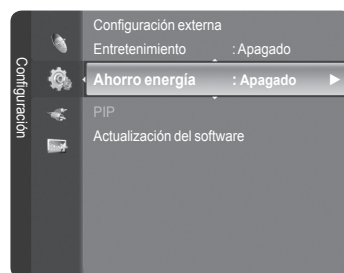 Configuración
Configuración externa
Entretenimiento : Apagado
Ahorro energía : Apagado
PIP
Actualización del software